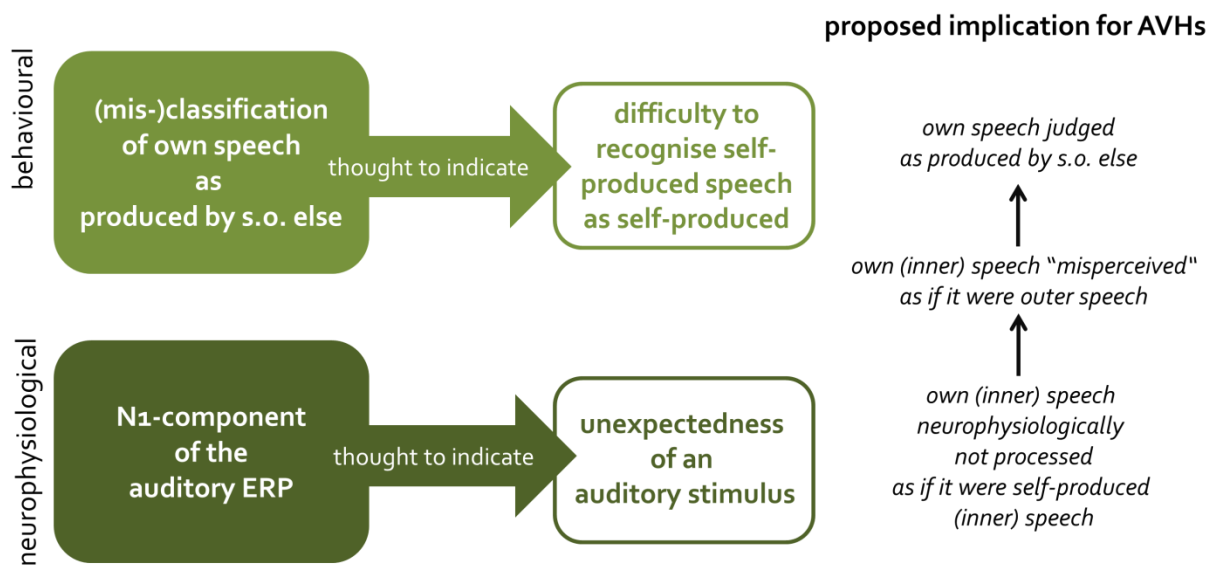 proposed implication for AVHs
behavioural
(mis-)classification
of own speech
as
produced by s.o. else
thought to indicate
difficulty to
recognise self-
produced speech
as self-produced
own speech judged
as produced by s.o. else
own (inner) speech "misperceived"
as if it were outer speech
neurophysiological
N1-component
of the
auditory ERP
thought to indicate
unexpectedness
of an
auditory stimulus
own (inner) speech
neurophysiologically
not processed
as if it were self-produced
(inner) speech